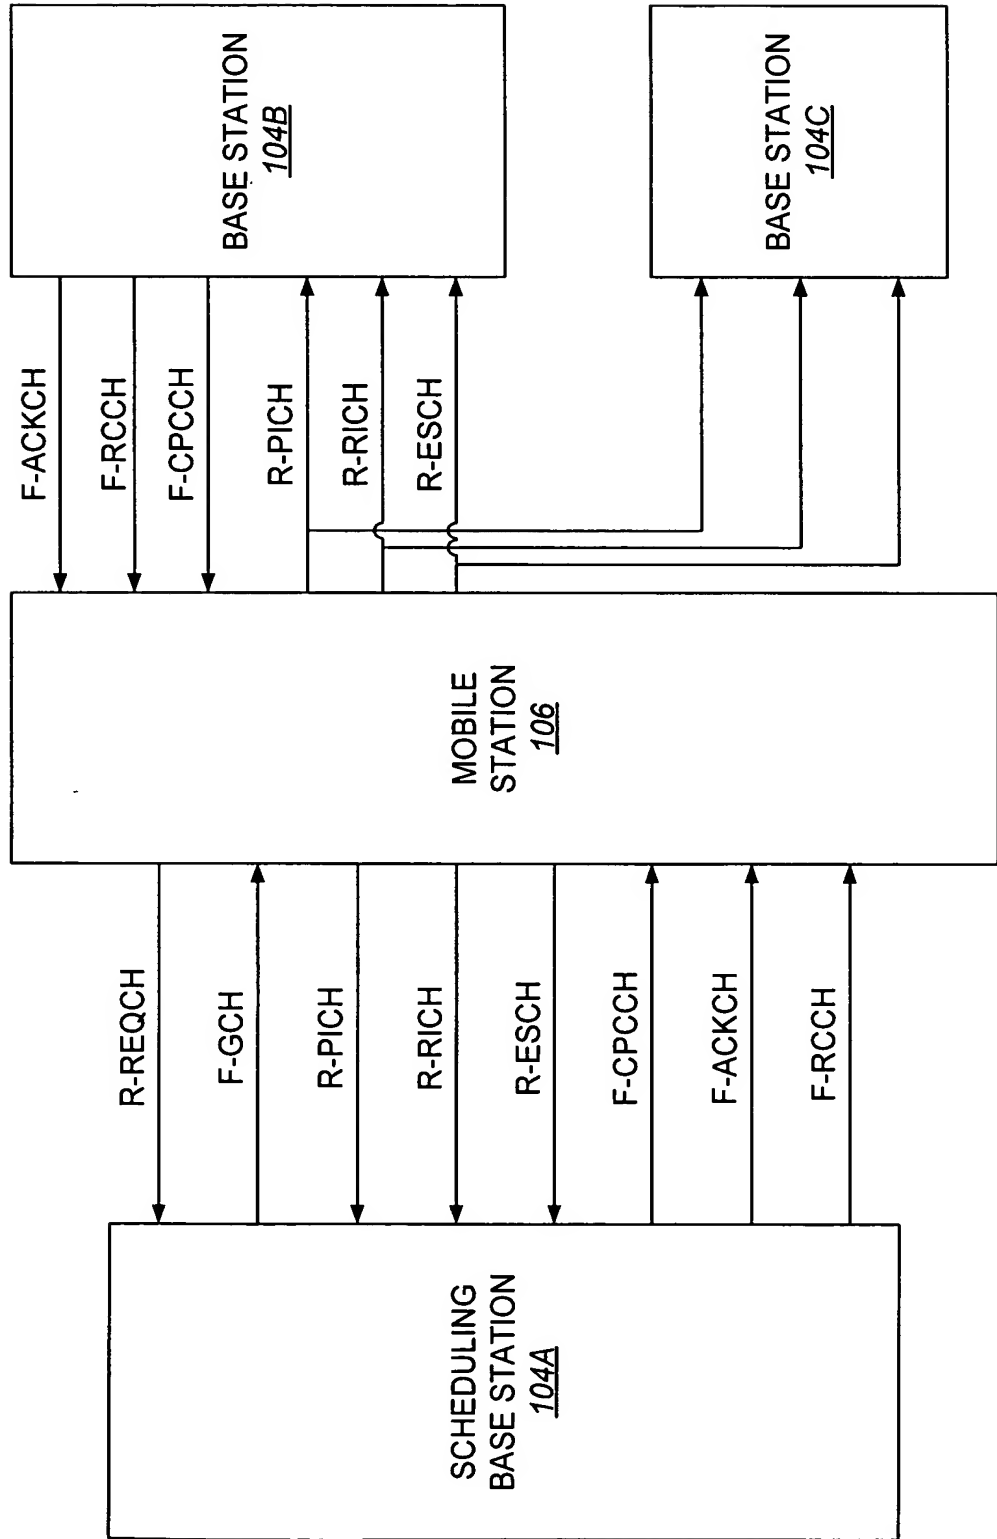 SCHEDULING
BASE STATION
104A
R-REQCH
F-GCH
R-PICH
R-RICH
R-ESCH
F-CPCCH
F-ACKCH
F-RCCH
MOBILE
STATION
106
F-ACKCH
F-RCCH
F-CPCCH
R-PICH
R-RICH
R-ESCH
BASE STATION
104B
BASE STATION
104C